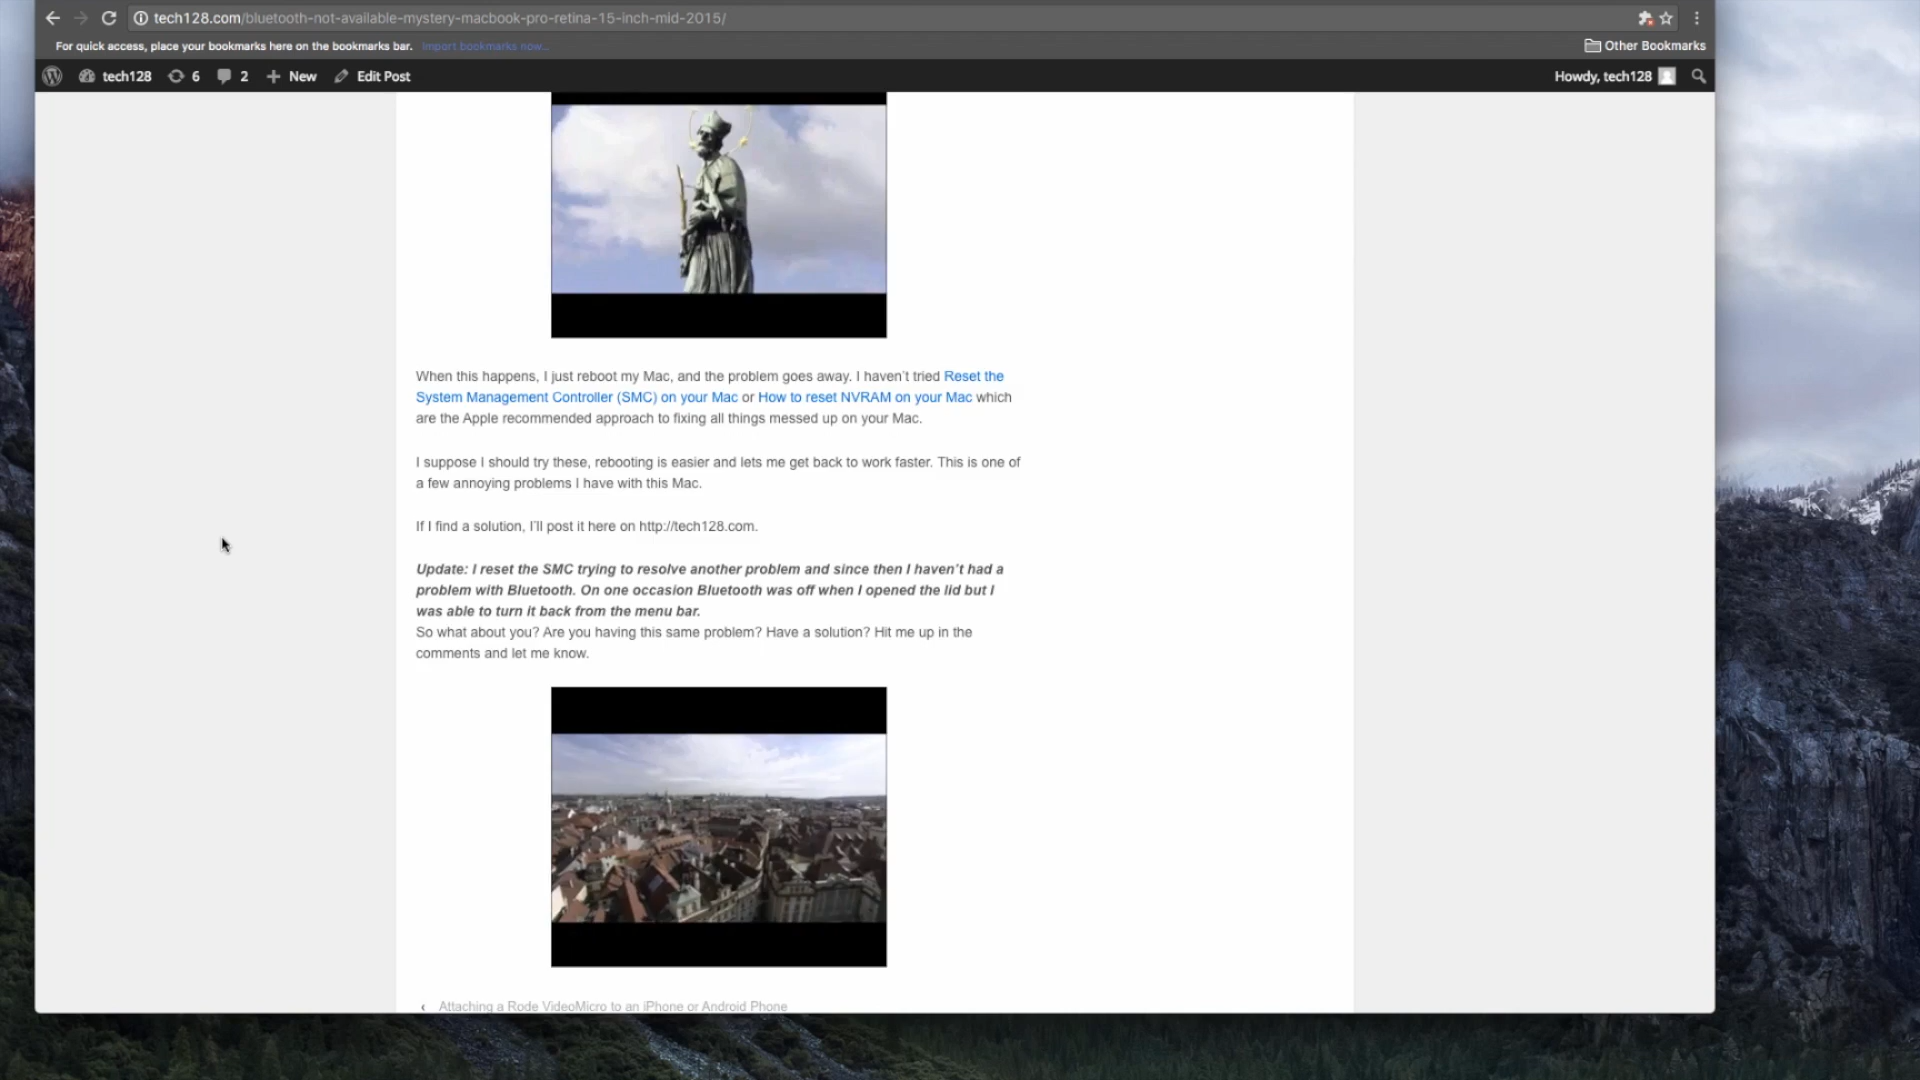 tech128.com/bluetooth-not-available-mystery-macbook-pro-retina-15-inch-mid-2015/
For quick access, place your bookmarks here on the bookmarks bar. Import bookmarks now...
Other Bookmarks
tech128 6 2 New Edit Post
Howdy, tech128
When this happens, I just reboot my Mac, and the problem goes away. I haven't tried Reset the
System Management Controller (SMC) on your Mac or How to reset NVRAM on your Mac which
are the Apple recommended approach to fixing all things messed up on your Mac.
I suppose I should try these, rebooting is easier and lets me get back to work faster. This is one of
a few annoying problems I have with this Mac.
If I find a solution, I'll post it here on http://tech128.com.
Update: I reset the SMC trying to resolve another problem and since then I haven't had a
problem with Bluetooth. On one occasion Bluetooth was off when I opened the lid but I
was able to turn it back from the menu bar.
So what about you? Are you having this same problem? Have a solution? Hit me up in the
comments and let me know.
‹ Attaching a Rode VideoMicro to an iPhone or Android Phone